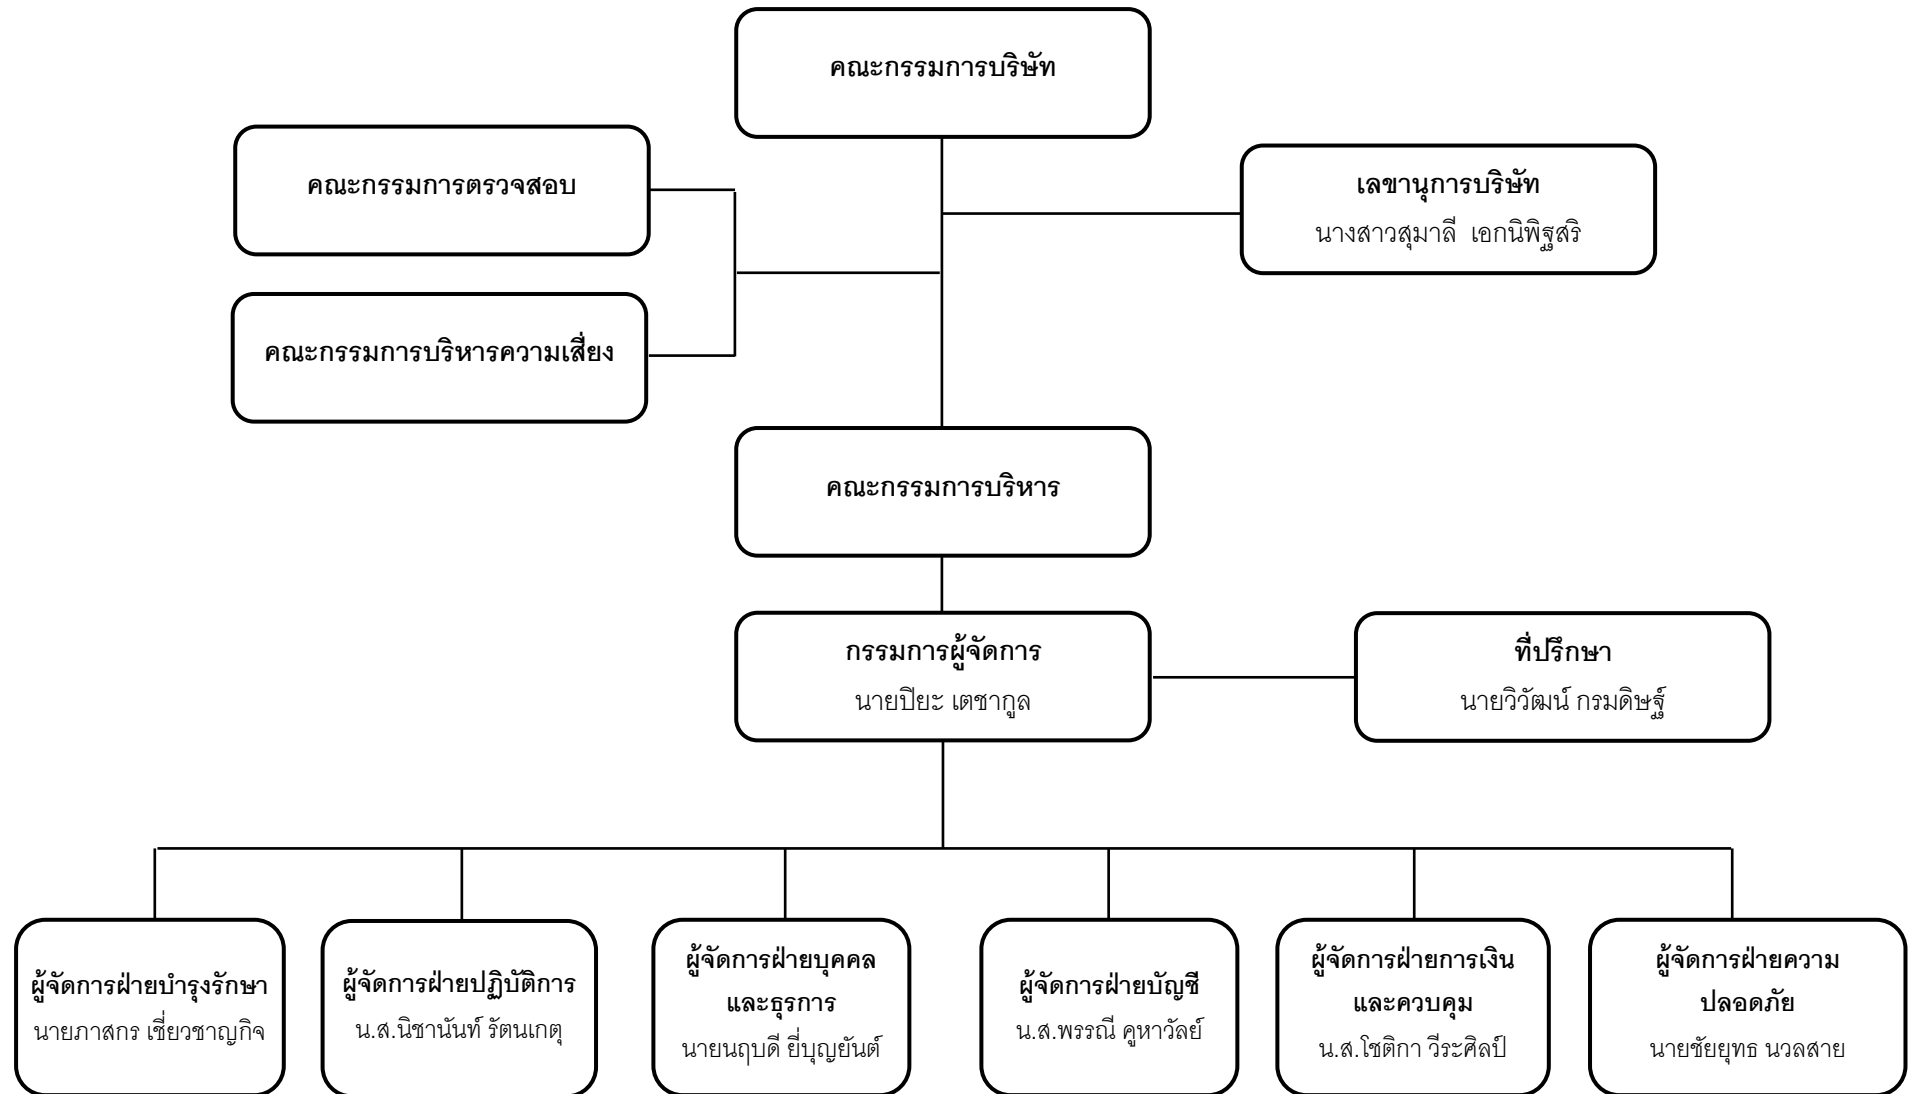 คณะกรรมการบริษัท
คณะกรรมการตรวจสอบ
เลขานุการบริษัท
นางสาวสุมาลี เอกนิพิฐสริ
คณะกรรมการบริหารความเสี่ยง
คณะกรรมการบริหาร
กรรมการผู้จัดการ
นายปิยะ เตชากูล
ที่ปรึกษา
นายวิวัฒน์ กรมดิษฐ์
ผู้จัดการฝ่ายบำรุงรักษา
นายภาสกร เชี่ยวชาญกิจ
ผู้จัดการฝ่ายปฏิบัติการ
น.ส.นิชานันท์ รัตนเกตุ
ผู้จัดการฝ่ายบุคคล
และธุรการ
นายนฤบดี ยี่บุญยันต์
ผู้จัดการฝ่ายบัญชี
น.ส.พรรณี คูหาวัลย์
ผู้จัดการฝ่ายการเงิน
และควบคุม
น.ส.โชติกา วีระศิลป์
ผู้จัดการฝ่ายความ
ปลอดภัย
นายชัยยุทธ นวลสาย